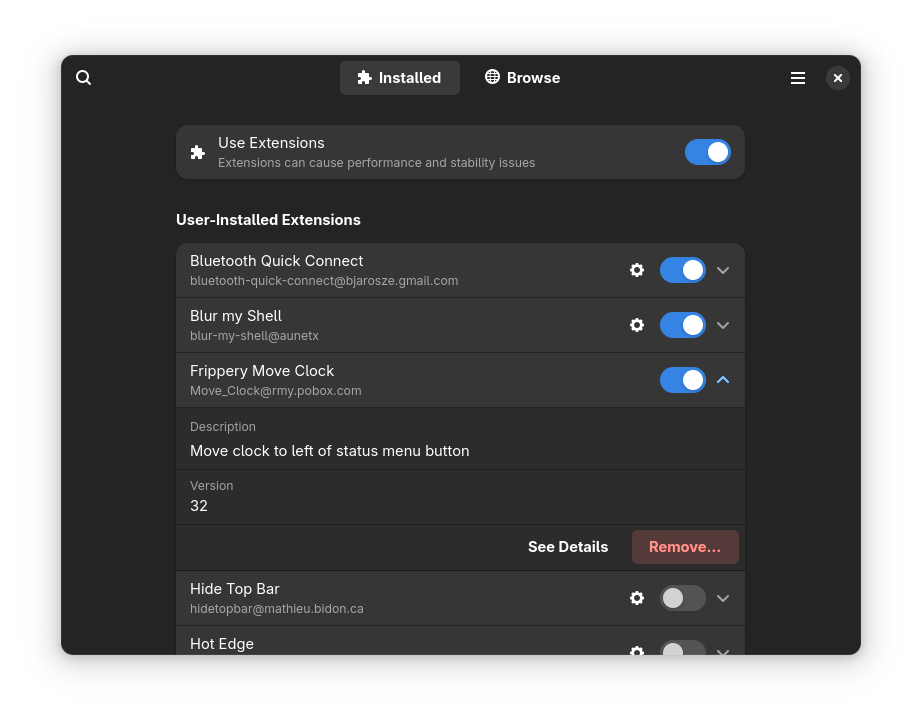 Installed
Browse
Use Extensions
Extensions can cause performance and stability issues
User-Installed Extensions
Bluetooth Quick Connect
bluetooth-quick-connect@bjarosze.gmail.com
Blur my Shell
blur-my-shell@aunetx
Frippery Move Clock
Move_Clock@rmy.pobox.com
Description
Move clock to left of status menu button
Version
32
See Details
Remove...
Hide Top Bar
hidetopbar@mathieu.bidon.ca
Hot Edge